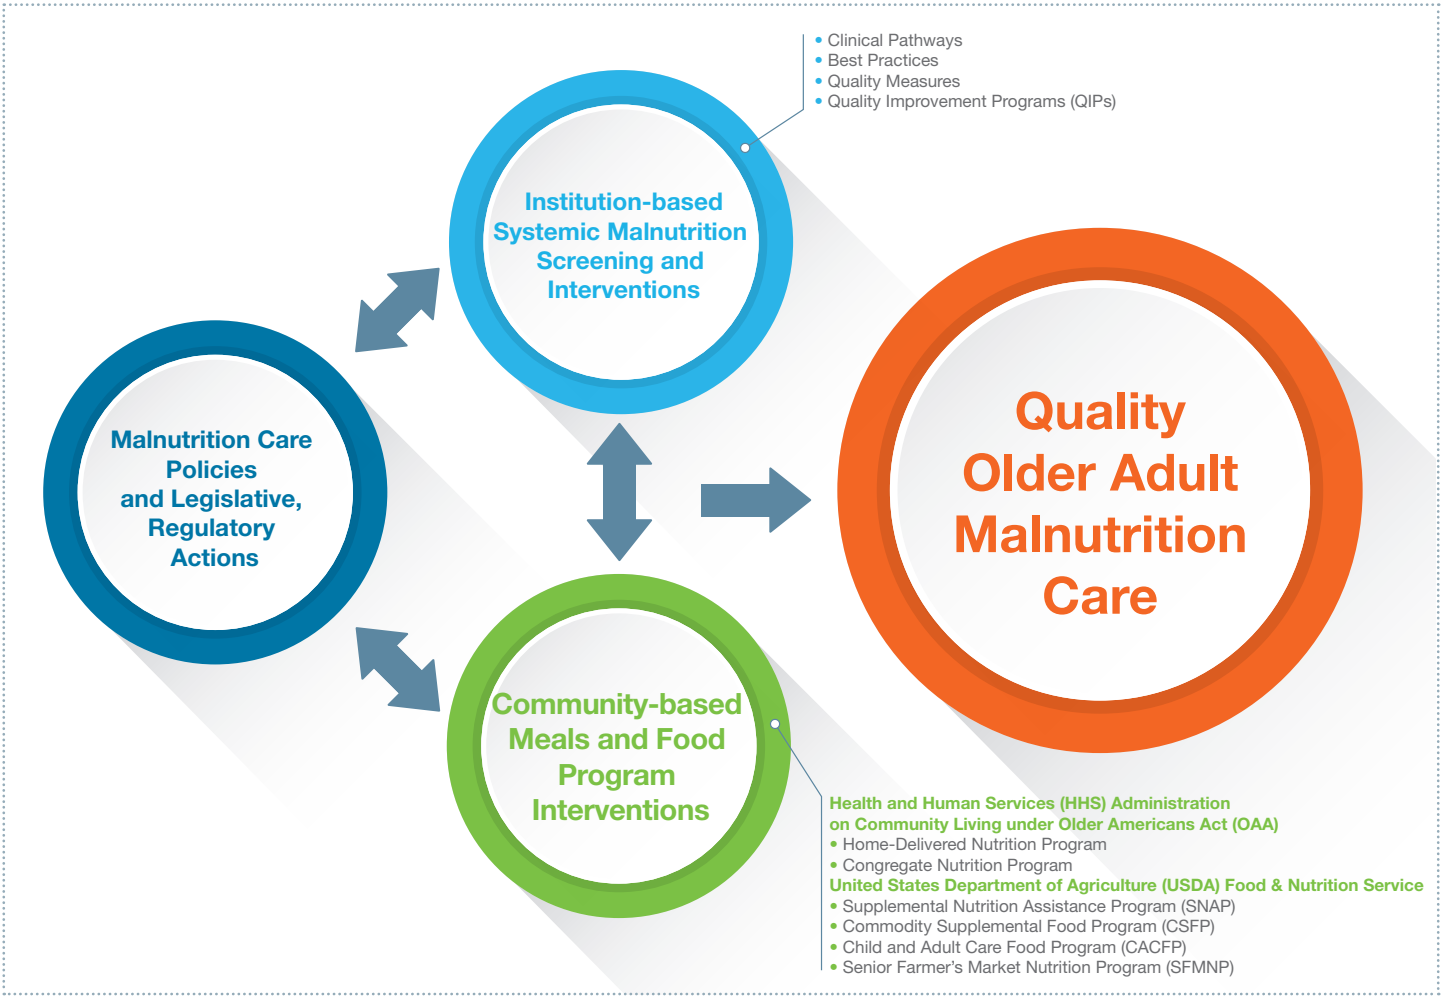 • Clinical Pathways
• Best Practices
• Quality Measures
• Quality Improvement Programs (QIPs)
Institution-based
Systemic Malnutrition
Screening and
Interventions
Malnutrition Care
Policies
and Legislative,
Regulatory
Actions
Quality
Older Adult
Malnutrition
Care
Community-based
Meals and Food
Program
Interventions
Health and Human Services (HHS) Administration
on Community Living under Older Americans Act (OAA)
• Home-Delivered Nutrition Program
• Congregate Nutrition Program
United States Department of Agriculture (USDA) Food & Nutrition Service
• Supplemental Nutrition Assistance Program (SNAP)
• Commodity Supplemental Food Program (CSFP)
• Child and Adult Care Food Program (CACFP)
• Senior Farmer’s Market Nutrition Program (SFMNP)